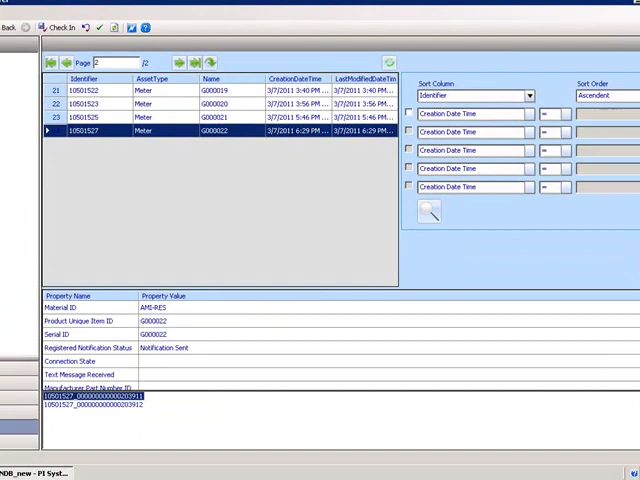 Back Check In
Page 2 /2
Identifier AssetType Name CreationDateTime LastModifiedDateTim
21 10501522 Meter G000019 3/7/2011 3:40 PM ... 3/7/2011 3:40 PM...
22 10501523 Meter G000020 3/7/2011 3:56 PM ... 3/7/2011 3:56 PM...
23 10501525 Meter G000021 3/7/2011 5:46 PM ... 3/7/2011 5:46 PM...
10501527 Meter G000022 3/7/2011 6:29 PM ... 3/7/2011 6:29 PM...
Sort Column Sort Order
Identifier Ascendent
Creation Date Time =
Creation Date Time =
Creation Date Time =
Creation Date Time =
Creation Date Time =
Property Name Property Value
Material ID AMI-RES
Product Unique Item ID G000022
Serial ID G000022
Registered Notification Status Notification Sent
Connection State
Text Message Received
Manufacturer Part Number ID
10501527_000000000000203911
10501527_000000000000203912
NDB_new - PI Syst...